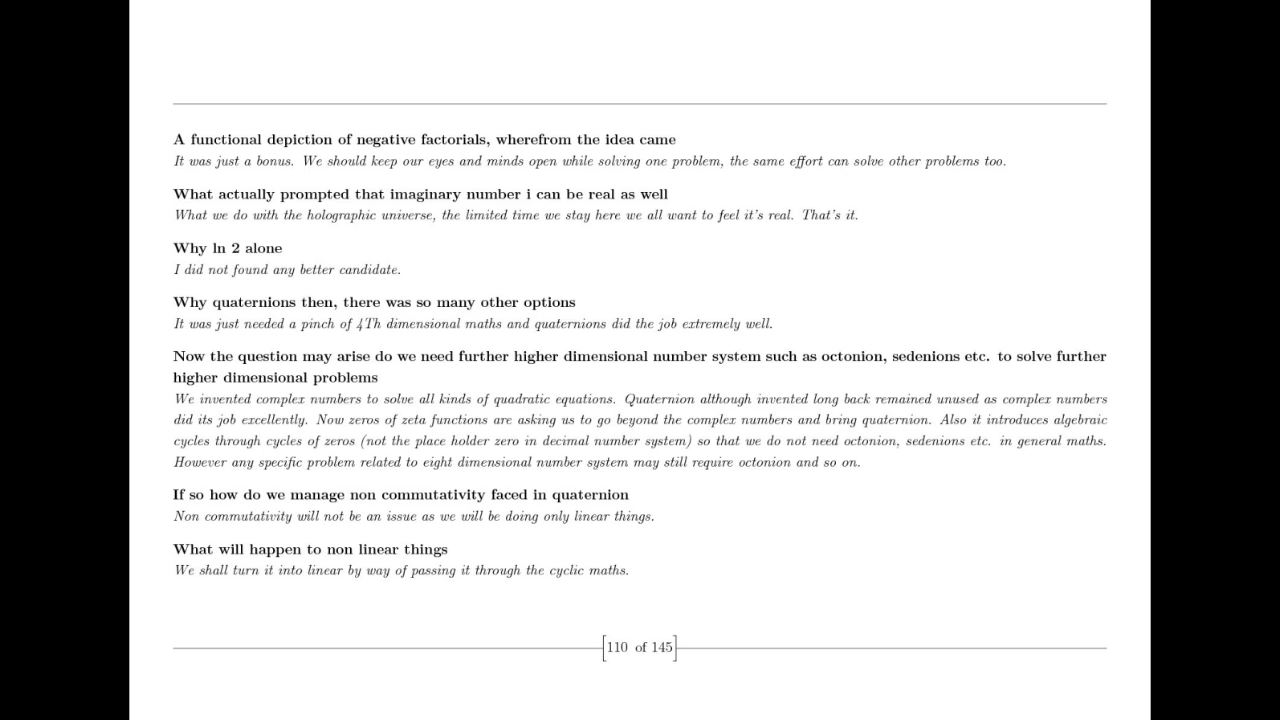 A functional depiction of negative factorials, wherefrom the idea came
It was just a bonus. We should keep our eyes and minds open while solving one problem, the same effort can solve other problems too.
What actually prompted that imaginary number i can be real as well
What we do with the holographic universe, the limited time we stay here we all want to feel it's real. That's it.
Why ln 2 alone
I did not found any better candidate.
Why quaternions then, there was so many other options
It was just needed a pinch of 4Th dimensional maths and quaternions did the job extremely well.
Now the question may arise do we need further higher dimensional number system such as octonion, sedenions etc. to solve further
higher dimensional problems
We invented complex numbers to solve all kinds of quadratic equations. Quaternion although invented long back remained unused as complex numbers
did its job excellently. Now zeros of zeta functions are asking us to go beyond the complex numbers and bring quaternion. Also it introduces algebraic
cycles through cycles of zeros (not the place holder zero in decimal number system) so that we do not need octonion, sedenions etc. in general maths.
However any specific problem related to eight dimensional number system may still require octonion and so on.
If so how do we manage non commutativity faced in quaternion
Non commutativity will not be an issue as we will be doing only linear things.
What will happen to non linear things
We shall turn it into linear by way of passing it through the cyclic maths.
[110 of 145]